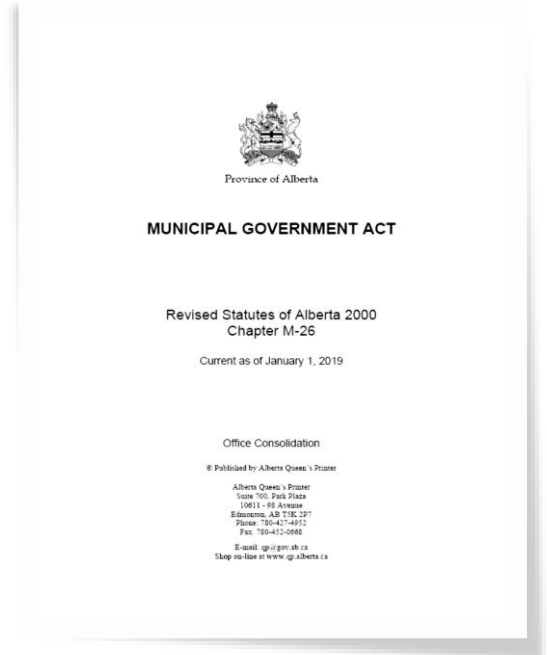 Province of Alberta
MUNICIPAL GOVERNMENT ACT
Revised Statutes of Alberta 2000
Chapter M-26
Current as of January 1, 2019
Office Consolidation
© Published by Alberta Queen's Printer
Alberta Queen's Printer
Suite 700, Park Plaza
10611 - 98 Avenue
Edmonton, AB T5K 2P7
Phone: 780-427-4952
Fax: 780-452-0668
E-mail: qp@gov.ab.ca
Shop on-line at www.qp.alberta.ca